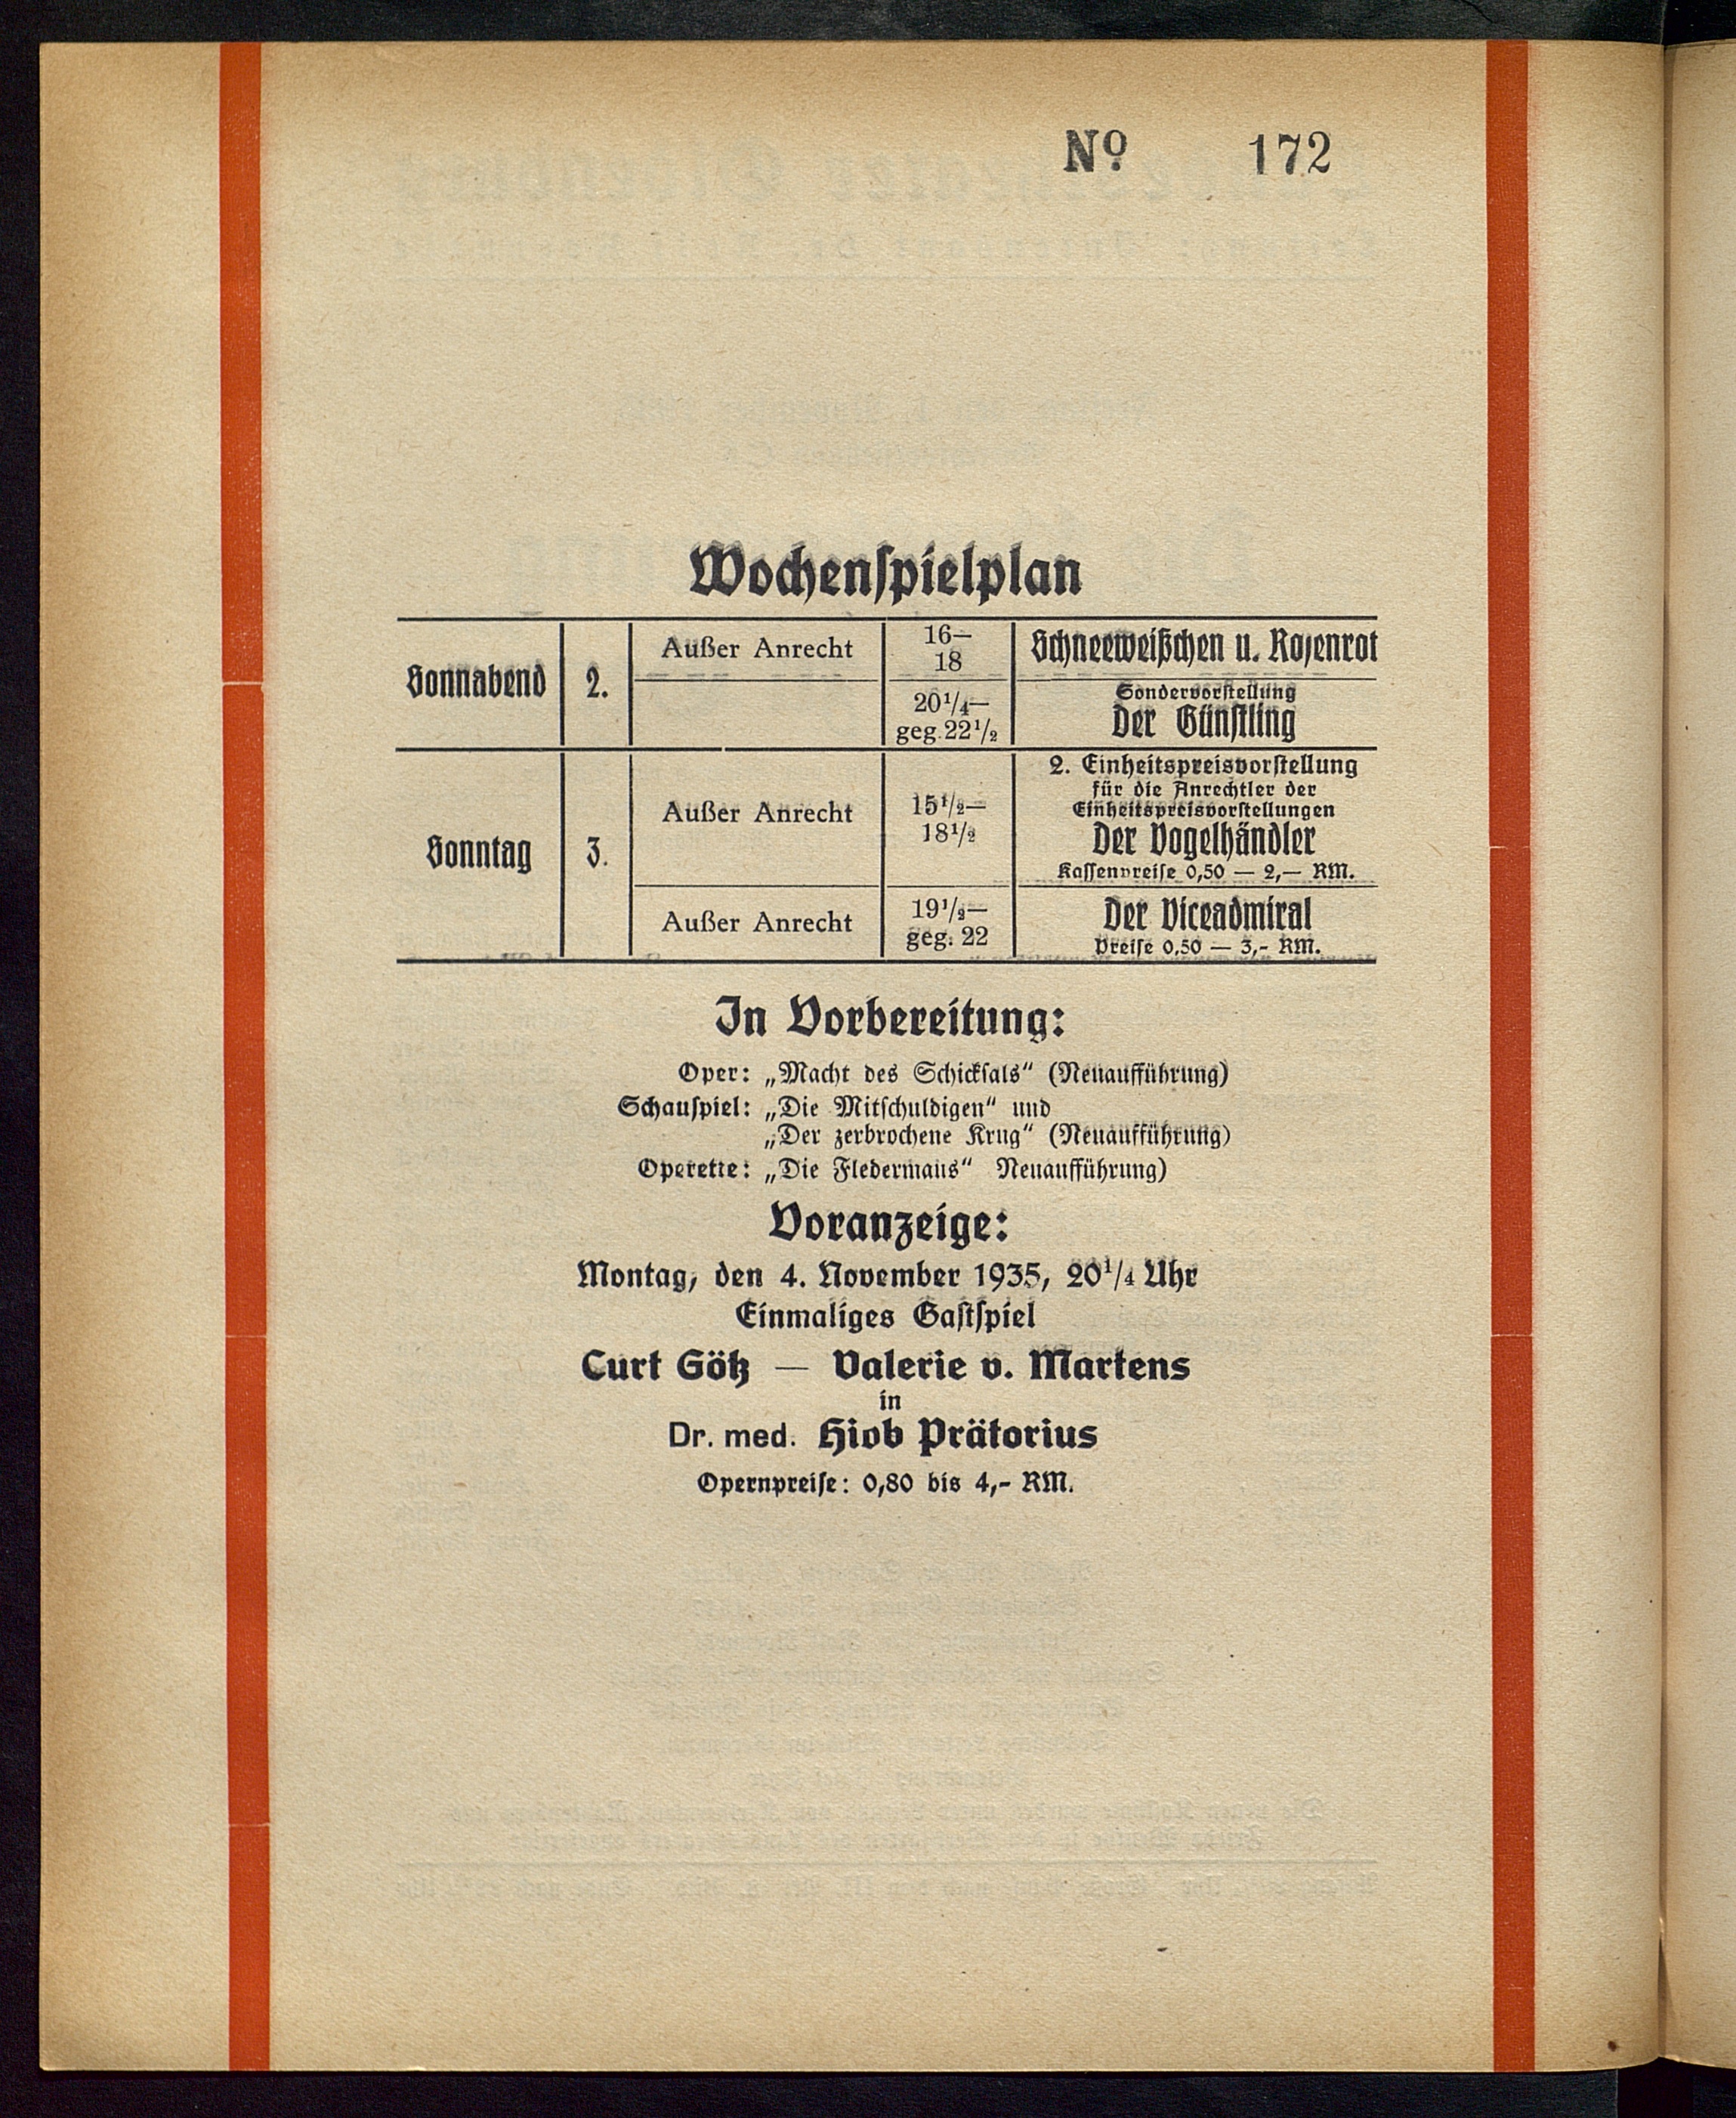 No 172
Wochenspielplan
Sonnabend 2. Außer Anrecht 16— 18 Schneeweißchen u. Rosenrot
20¼— geg. 22½ Sondervorstellung
Der Günstling
Sonntag 3. Außer Anrecht 15½— 18½ 2. Einheitspreisvorstellung
für die Anrechtler der
Einheitspreisvorstellungen
Der Vogelhändler
Kassenpreise 0,50 — 2,— RM.
Außer Anrecht 19½— geg. 22 Der Viceadmiral
Preise 0,50 — 3,- RM.
In Vorbereitung:
Oper: „Macht des Schicksals“ (Neuaufführung)
Schauspiel: „Die Mitschuldigen“ und
„Der zerbrochene Krug“ (Neuaufführung)
Operette: „Die Fledermaus“ Neuaufführung)
Voranzeige:
Montag, den 4. November 1935, 20¼ Uhr
Einmaliges Gastspiel
Curt Götz — Valerie v. Martens
in
Dr. med. Hiob Prätorius
Opernpreise: 0,80 bis 4,- RM.